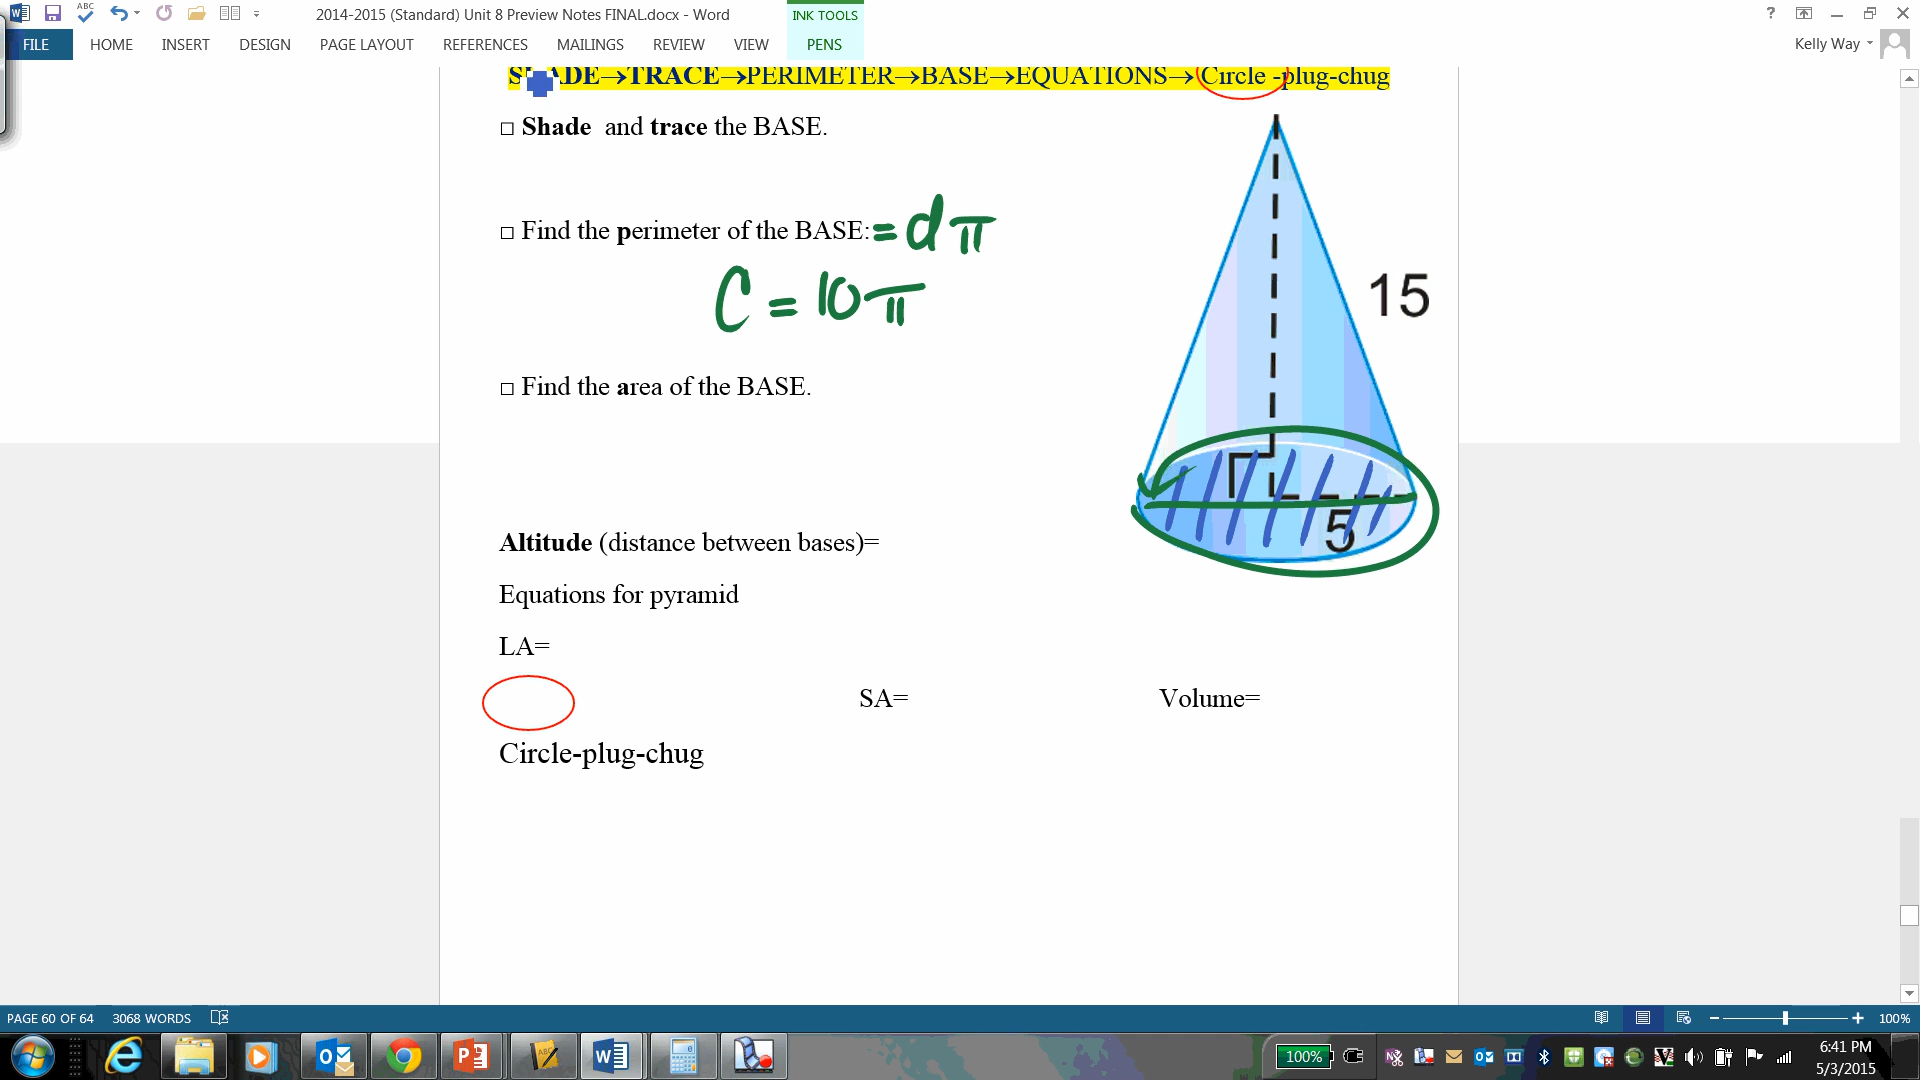 2014-2015 (Standard) Unit 8 Preview Notes FINAL.docx - Word
INK TOOLS
FILE HOME INSERT DESIGN PAGE LAYOUT REFERENCES MAILINGS REVIEW VIEW PENS
Kelly Way
→TRACE→PERIMETER→BASE→EQUATIONS→ Circle -plug-chug
□ Shade and trace the BASE.
□ Find the perimeter of the BASE: = dπ
C = 10π
15
□ Find the area of the BASE.
5
Altitude (distance between bases)=
Equations for pyramid
LA=
SA= Volume=
Circle-plug-chug
PAGE 60 OF 64 3068 WORDS 100%
100% 6:41 PM
5/3/2015